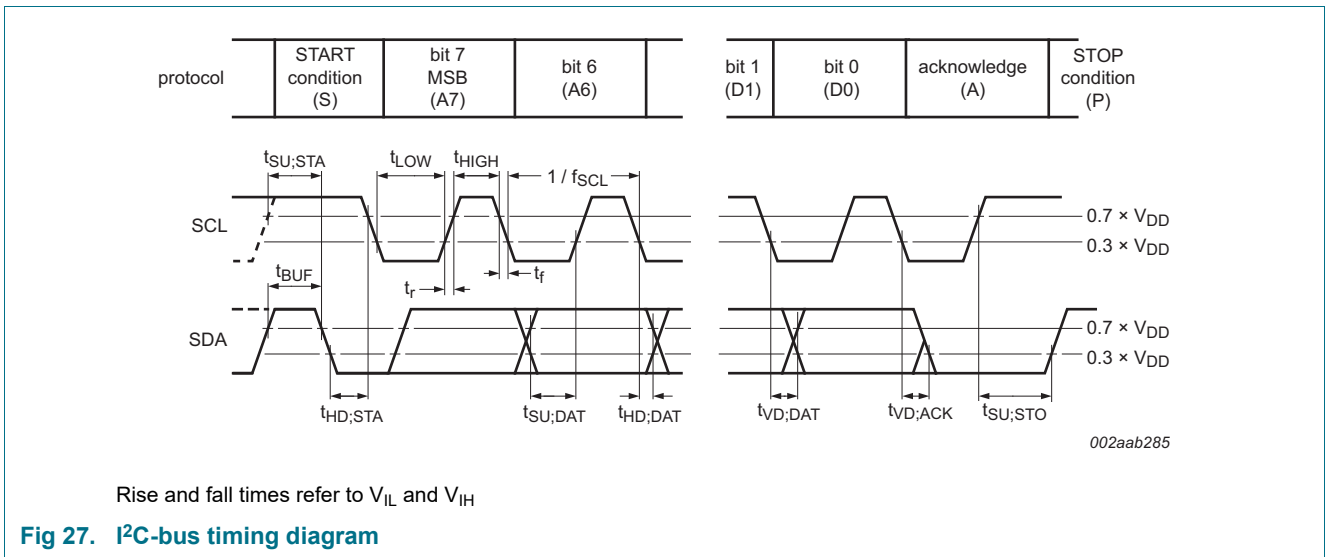 protocol
START
condition
(S)
bit 7
MSB
(A7)
bit 6
(A6)
bit 1
(D1)
bit 0
(D0)
acknowledge
(A)
STOP
condition
(P)
tSU;STA
tLOW
tHIGH
1 / fSCL
SCL
0.7 × VDD
0.3 × VDD
tBUF
tr
tf
SDA
0.7 × VDD
0.3 × VDD
tHD;STA
tSU;DAT
tHD;DAT
tVD;DAT
tVD;ACK
tSU;STO
002aab285
Rise and fall times refer to VIL and VIH
Fig 27. I²C-bus timing diagram